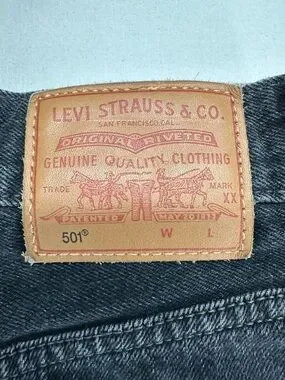 LEVI STRAUSS & CO.
SAN FRANCISCO, CAL.
ORIGINAL RIVETED
GENUINE QUALITY CLOTHING
TRADE MARK
XX
PATENTED MAY 20 1873
501® W L